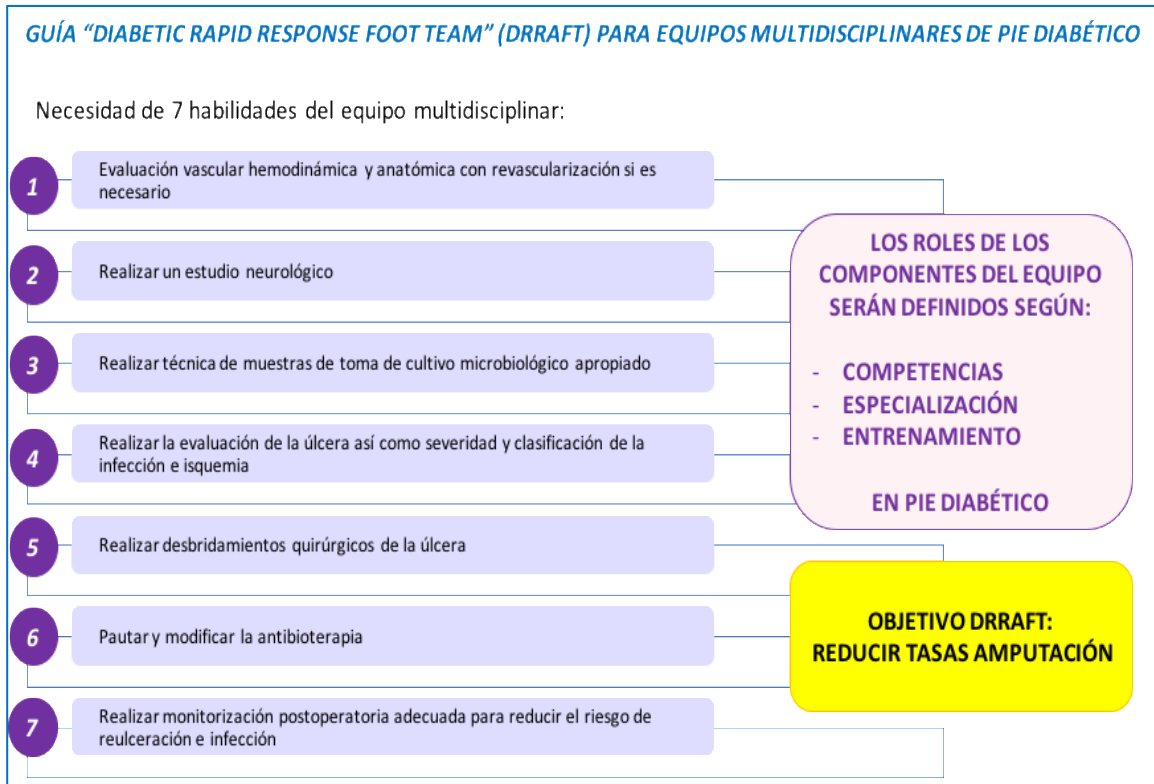 GUÍA “DIABETIC RAPID RESPONSE FOOT TEAM” (DRRAFT) PARA EQUIPOS MULTIDISCIPLINARES DE PIE DIABÉTICO
Necesidad de 7 habilidades del equipo multidisciplinar:
1
Evaluación vascular hemodinámica y anatómica con revascularización si es
necesario
2
Realizar un estudio neurológico
3
Realizar técnica de muestras de toma de cultivo microbiológico apropiado
4
Realizar la evaluación de la úlcera así como severidad y clasificación de la
infección e isquemia
5
Realizar desbridamientos quirúrgicos de la úlcera
6
Pautar y modificar la antibioterapia
7
Realizar monitorización postoperatoria adecuada para reducir el riesgo de
reulceración e infección
LOS ROLES DE LOS
COMPONENTES DEL EQUIPO
SERÁN DEFINIDOS SEGÚN:
- COMPETENCIAS
- ESPECIALIZACIÓN
- ENTRENAMIENTO
EN PIE DIABÉTICO
OBJETIVO DRRAFT:
REDUCIR TASAS AMPUTACIÓN